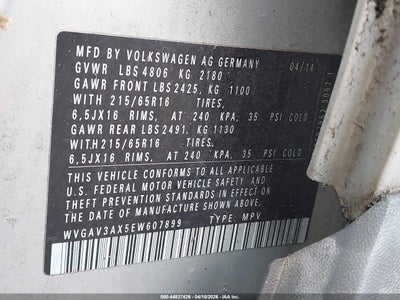 MFD BY VOLKSWAGEN AG GERMANY 04/14
GVWR LBS 4806 KG 2180
GAWR FRONT LBS 2425, KG 1100
WITH 215/65R16 TIRES,
6,5JX16 RIMS, AT 240 KPA, 35 PSI COLD
GAWR REAR LBS 2491, KG 1130
WITH 215/65R16 TIRES,
6,5JX16 RIMS, AT 240 KPA, 35 PSI COLD
THIS VEHICLE CONFORMS TO ALL APPLICABLE
U.S. FEDERAL MOTOR VEHICLE SAFETY AND
THEFT PREVENTION STANDARDS IN EFFECT ON
THE DATE OF MANUFACTURE SHOWN ABOVE.
WVGAV3AX5EW607899 TYPE: MPV
000-44837426 - 04/10/2026 - IAA